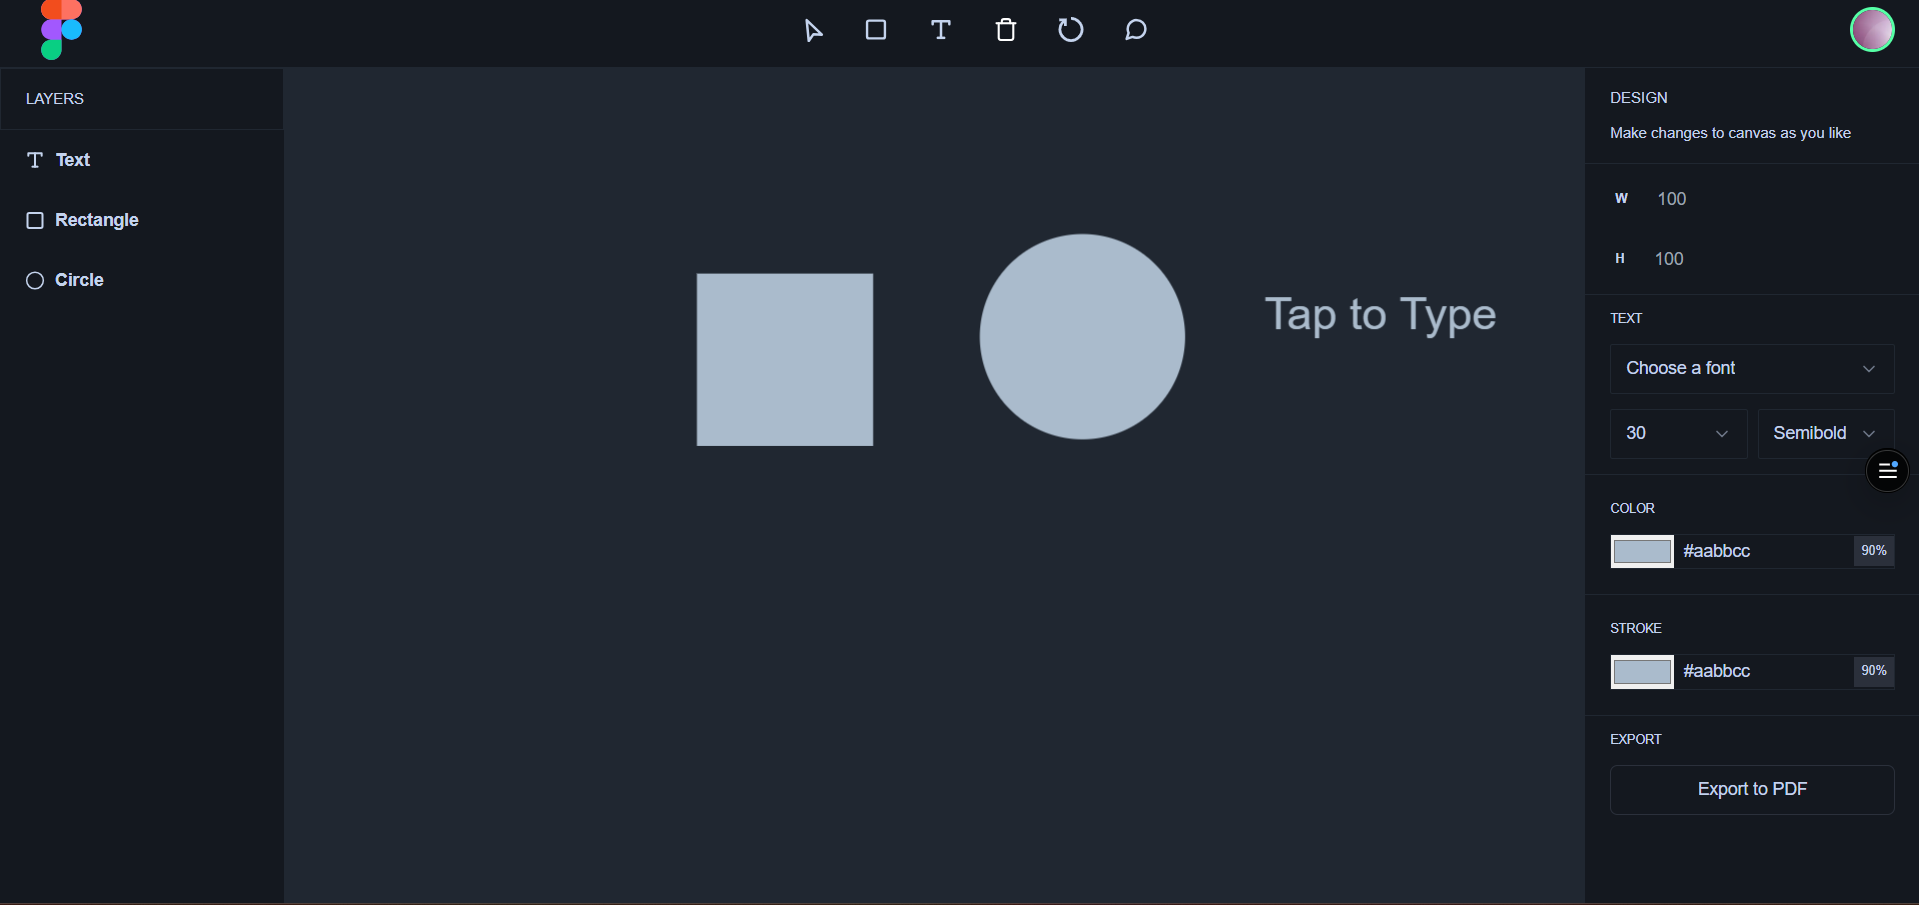 LAYERS
Text
Rectangle
Circle
Tap to Type
DESIGN
Make changes to canvas as you like
W 100
H 100
TEXT
Choose a font
30 Semibold
COLOR
#aabbcc 90%
STROKE
#aabbcc 90%
EXPORT
Export to PDF